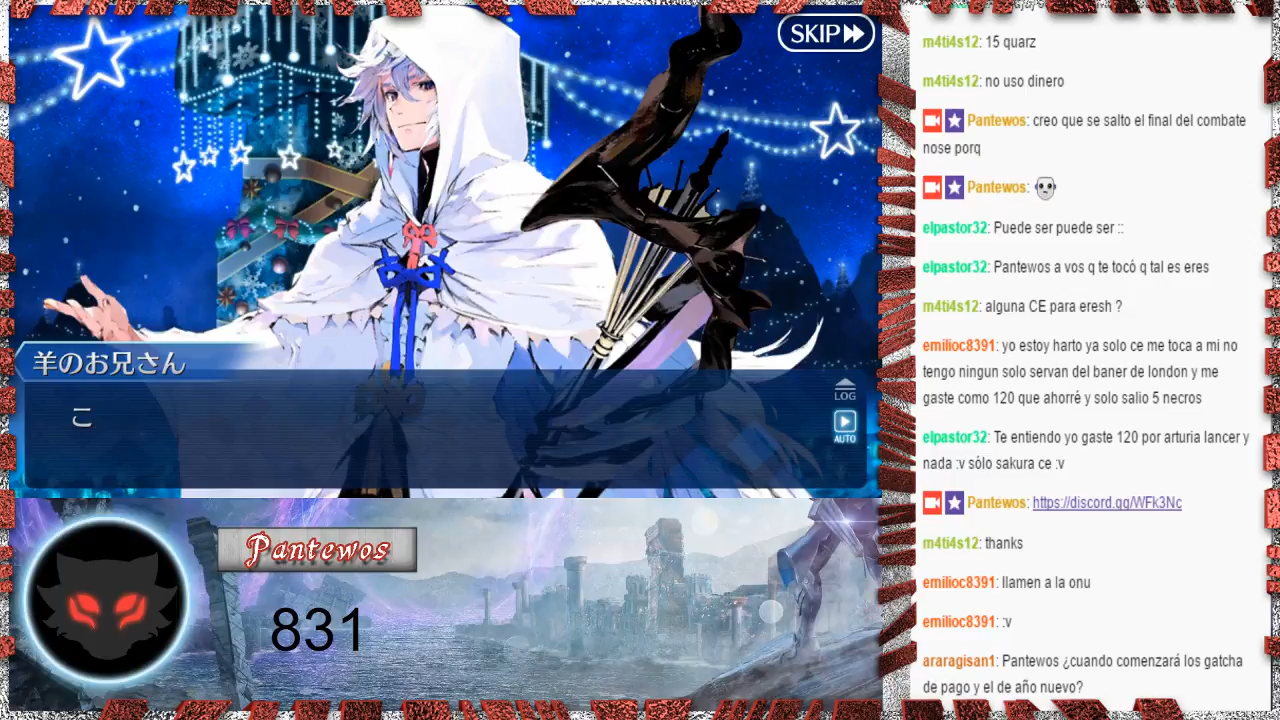 SKIP
羊のお兄さん
こ
LOG
AUTO
Pantewos
831
m4ti4s12: 15 quarz
m4ti4s12: no uso dinero
Pantewos: creo que se salto el final del combate
nose porq
Pantewos:
elpastor32: Puede ser puede ser ::
elpastor32: Pantewos a vos q te tocó q tal es eres
m4ti4s12: alguna CE para eresh ?
emilioc8391: yo estoy harto ya solo ce me toca a mi no
tengo ningun solo servan del baner de london y me
gaste como 120 que ahorré y solo salio 5 necros
elpastor32: Te entiendo yo gaste 120 por arturia lancer y
nada :v sólo sakura ce :v
Pantewos: https://discord.gg/WFk3Nc
m4ti4s12: thanks
emilioc8391: llamen a la onu
emilioc8391: :v
araragisan1: Pantewos ¿cuando comenzará los gatcha
de pago y el de año nuevo?